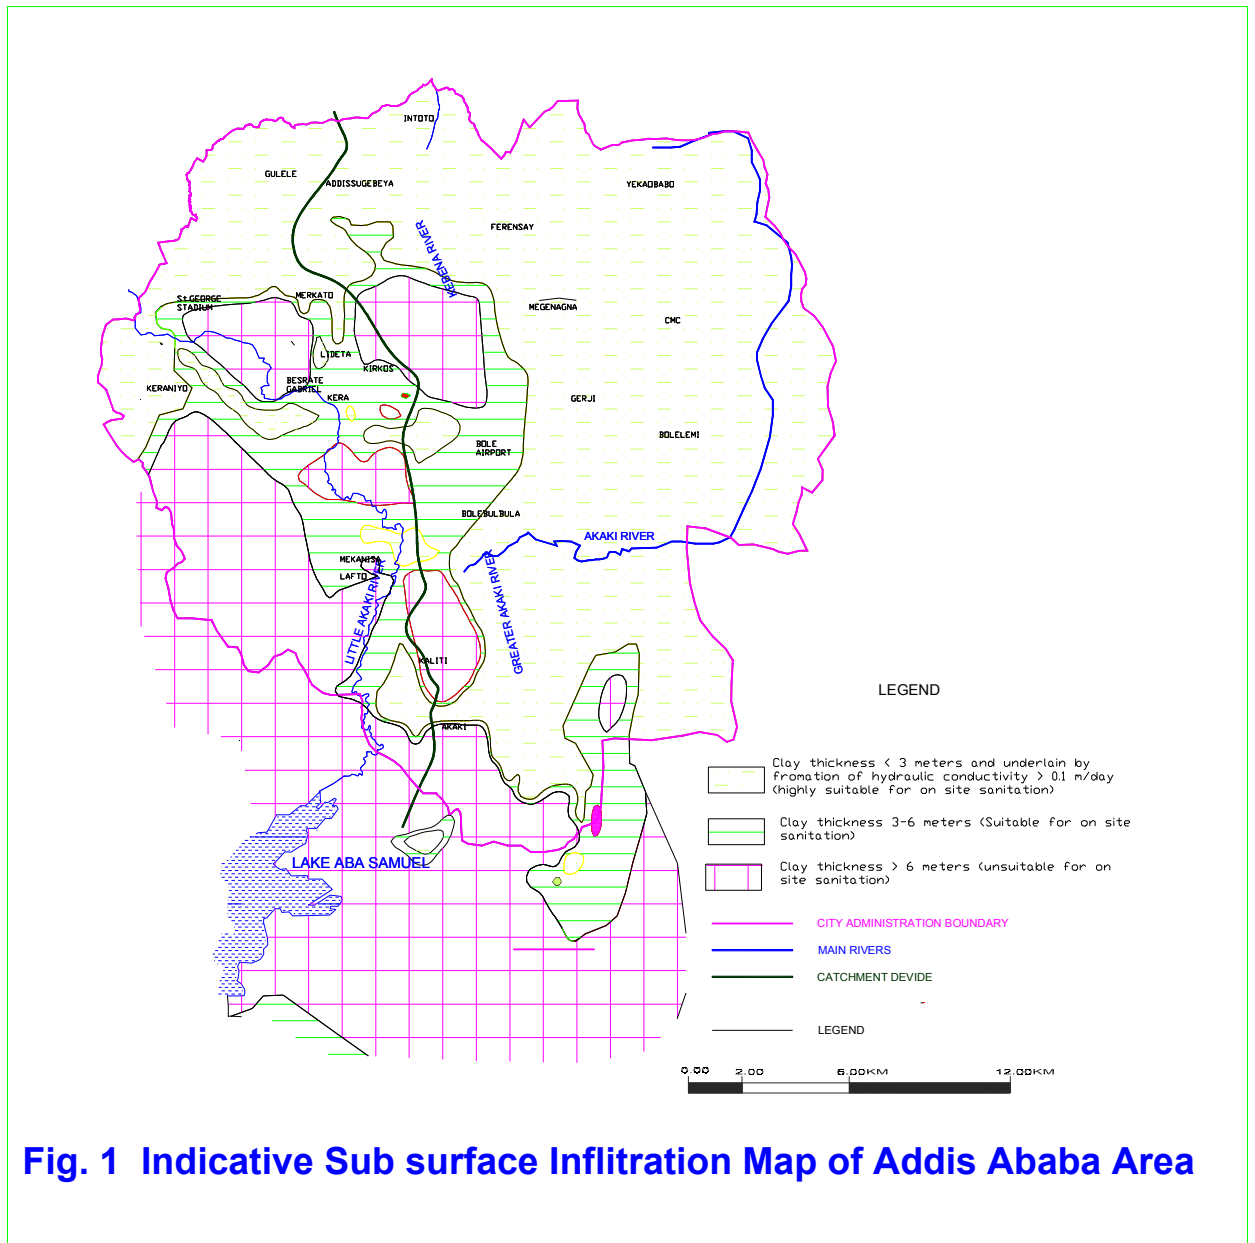 INTOTO
GULELE
ADDISSUGEBEYA
YEKAOBABO
FERENSAY
KEBENA RIVER
St.GEORGE
STADIUM
MERKATO
MEGENAGNA
CMC
LIDETA
KIRKOS
KERANIYO
BESRATE
GABRIEL
KERA
GERJI
BOLELEMI
BOLE
AIRPORT
BOLEBULBULA
AKAKI RIVER
MEKANISA
LAFTO
LITTLE AKAKI RIVER
GREATER AKAKI RIVER
KALITI
AKAKI
LAKE ABA SAMUEL
LEGEND
Clay thickness < 3 meters and underlain by
fromation of hydraulic conductivity > 0.1 m/day
(highly suitable for on site sanitation)
Clay thickness 3-6 meters (Suitable for on site
sanitation)
Clay thickness > 6 meters (unsuitable for on
site sanitation)
CITY ADMINISTRATION BOUNDARY
MAIN RIVERS
CATCHMENT DEVIDE
LEGEND
0.00 2.00 6.00KM 12.00KM
Fig. 1 Indicative Sub surface Inflitration Map of Addis Ababa Area